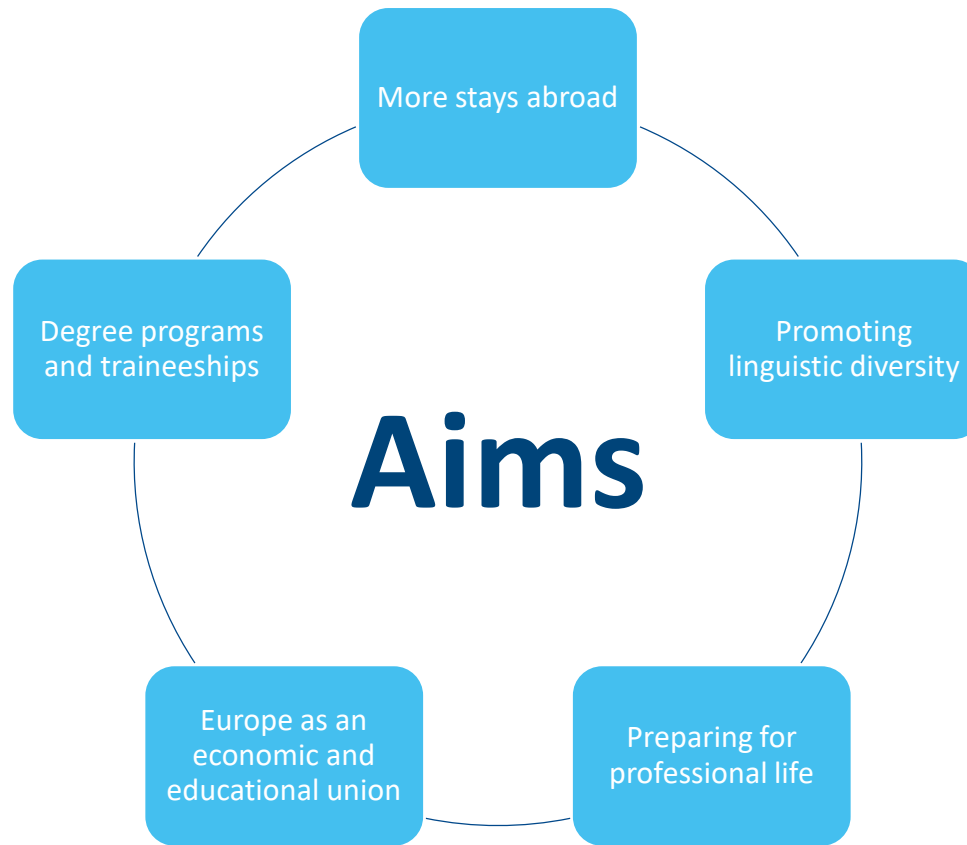 More stays abroad
Promoting
linguistic diversity
Preparing for
professional life
Europe as an
economic and
educational union
Degree programs
and traineeships
Aims